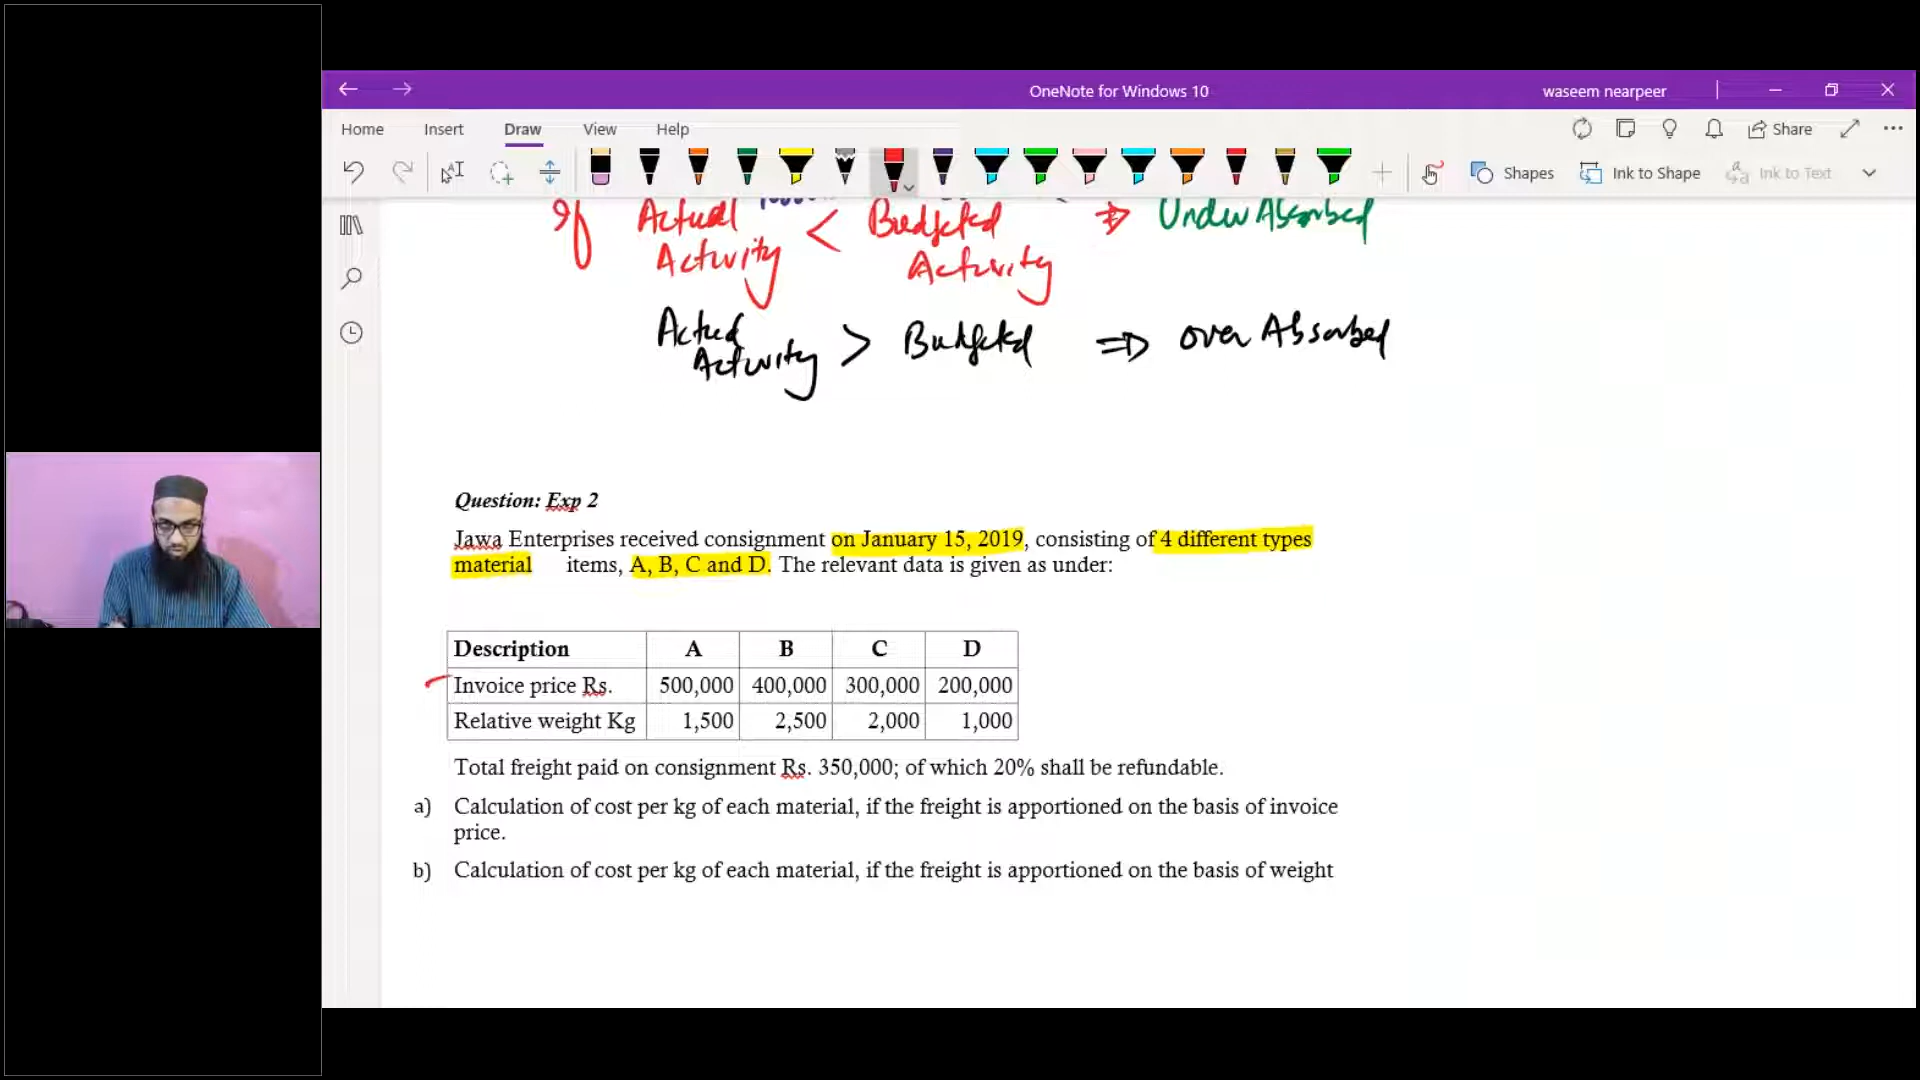 OneNote for Windows 10
waseem nearpeer
Home Insert Draw View Help
Share
Shapes Ink to Shape Ink to Text
If Actual Activity < Budgeted Activity ⇒ Under Absorbed
Actual Activity > Budgeted ⇒ over Absorbed
Question: Exp 2
Jawa Enterprises received consignment on January 15, 2019, consisting of 4 different types
material items, A, B, C and D. The relevant data is given as under:
Description A B C D
Invoice price Rs. 500,000 400,000 300,000 200,000
Relative weight Kg 1,500 2,500 2,000 1,000
Total freight paid on consignment Rs. 350,000; of which 20% shall be refundable.
a) Calculation of cost per kg of each material, if the freight is apportioned on the basis of invoice
price.
b) Calculation of cost per kg of each material, if the freight is apportioned on the basis of weight